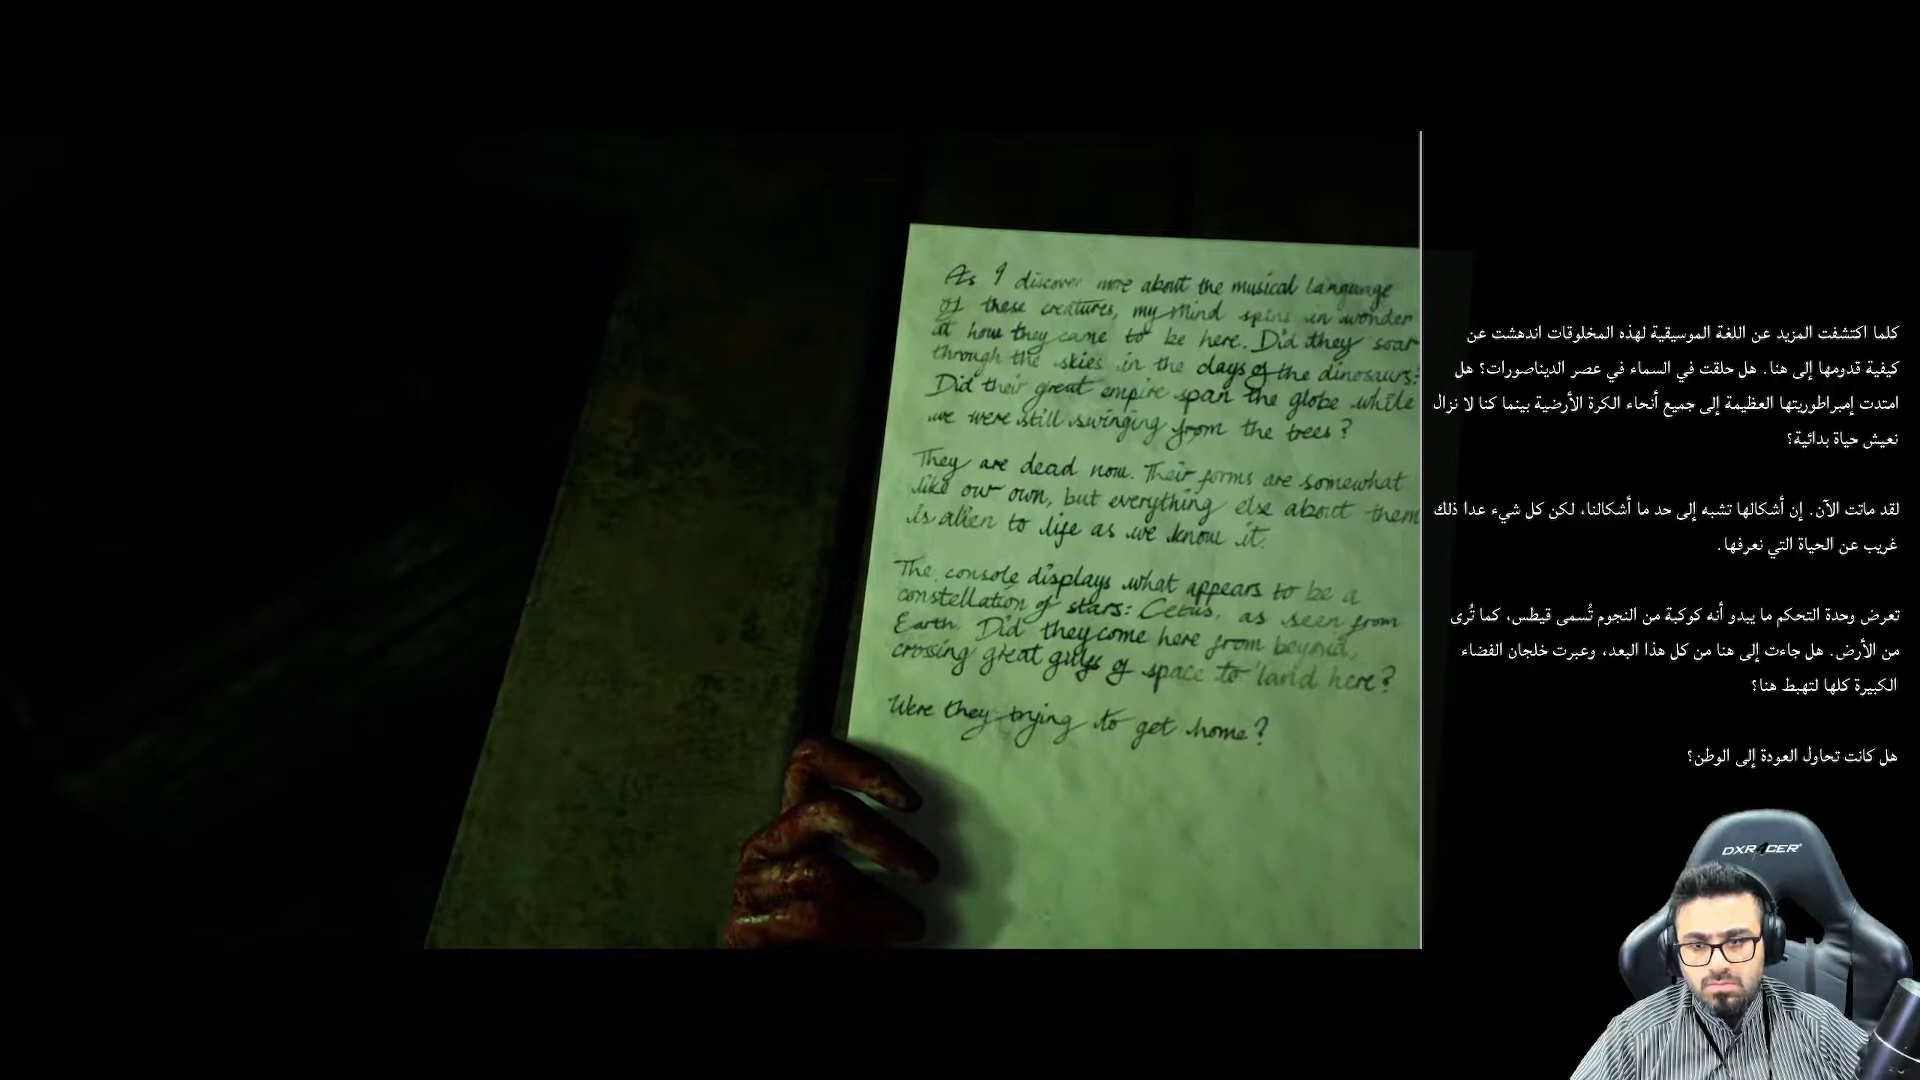 As I discover more about the musical language
of these creatures, my mind spins in wonder
at how they came to be here. Did they soar
through the skies in the days of the dinosaurs?
Did their great empire span the globe while
we were still swinging from the trees?
They are dead now. Their forms are somewhat
like our own, but everything else about them
is alien to life as we know it.
The console displays what appears to be a
constellation of stars: Cetus, as seen from
Earth. Did they come here from beyond,
crossing great gulfs of space to land here?
Were they trying to get home?
كلما اكتشفت المزيد عن اللغة الموسيقية لهذه المخلوقات اندهشت عن
كيفية قدومها إلى هنا. هل حلقت في السماء في عصر الديناصورات؟ هل
امتدت إمبراطوريتها العظيمة إلى جميع أنحاء الكرة الأرضية بينما كنا لا نزال
نعيش حياة بدائية؟
لقد ماتت الآن. إن أشكالها تشبه إلى حد ما أشكالنا، لكن كل شيء عدا ذلك
غريب عن الحياة التي نعرفها.
تعرض وحدة التحكم ما يبدو أنه كوكبة من النجوم تُسمى قيطس، كما تُرى
من الأرض. هل جاءت إلى هنا من كل هذا البعد، وعبرت خلجان الفضاء
الكبيرة كلها لتهبط هنا؟
هل كانت تحاول العودة إلى الوطن؟
DXRACER